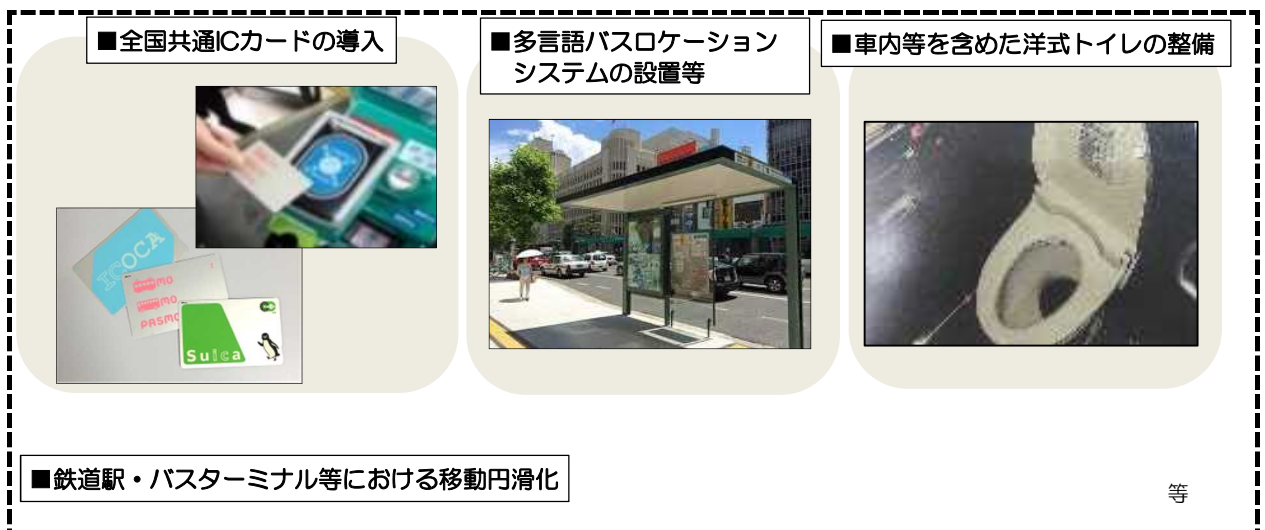 ■全国共通ICカードの導入
■多言語バスロケーション
システムの設置等
■車内等を含めた洋式トイレの整備
ICOCA
PASMO
Suica
■鉄道駅・バスターミナル等における移動円滑化
等